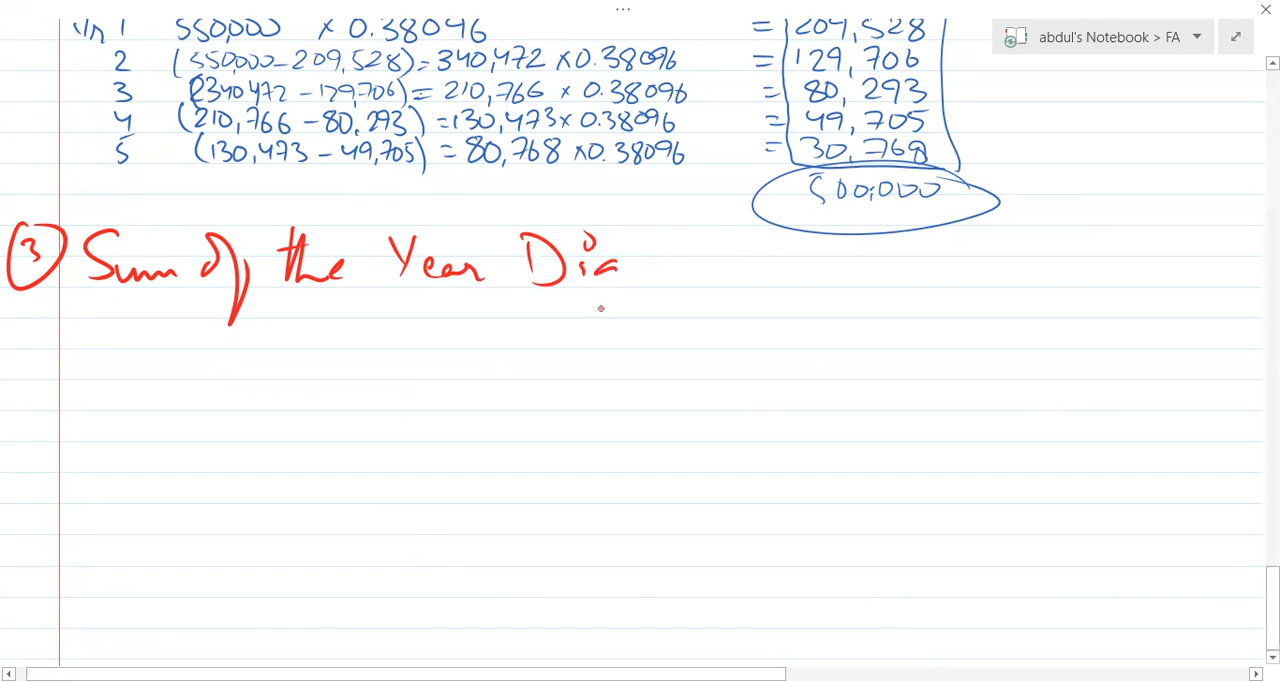 ...
abdul's Notebook > FA
Yr 1 550,000 × 0.38096 = 209,528
2 (550,000 - 209,528) = 340,472 × 0.38096 = 129,706
3 (340472 - 129,706) = 210,766 × 0.38096 = 80,293
4 (210,766 - 80,293) = 130,473 × 0.38096 = 49,705
5 (130,473 - 49,705) = 80,768 × 0.38096 = 30,768
500,000
③ Sum of the Year Dig